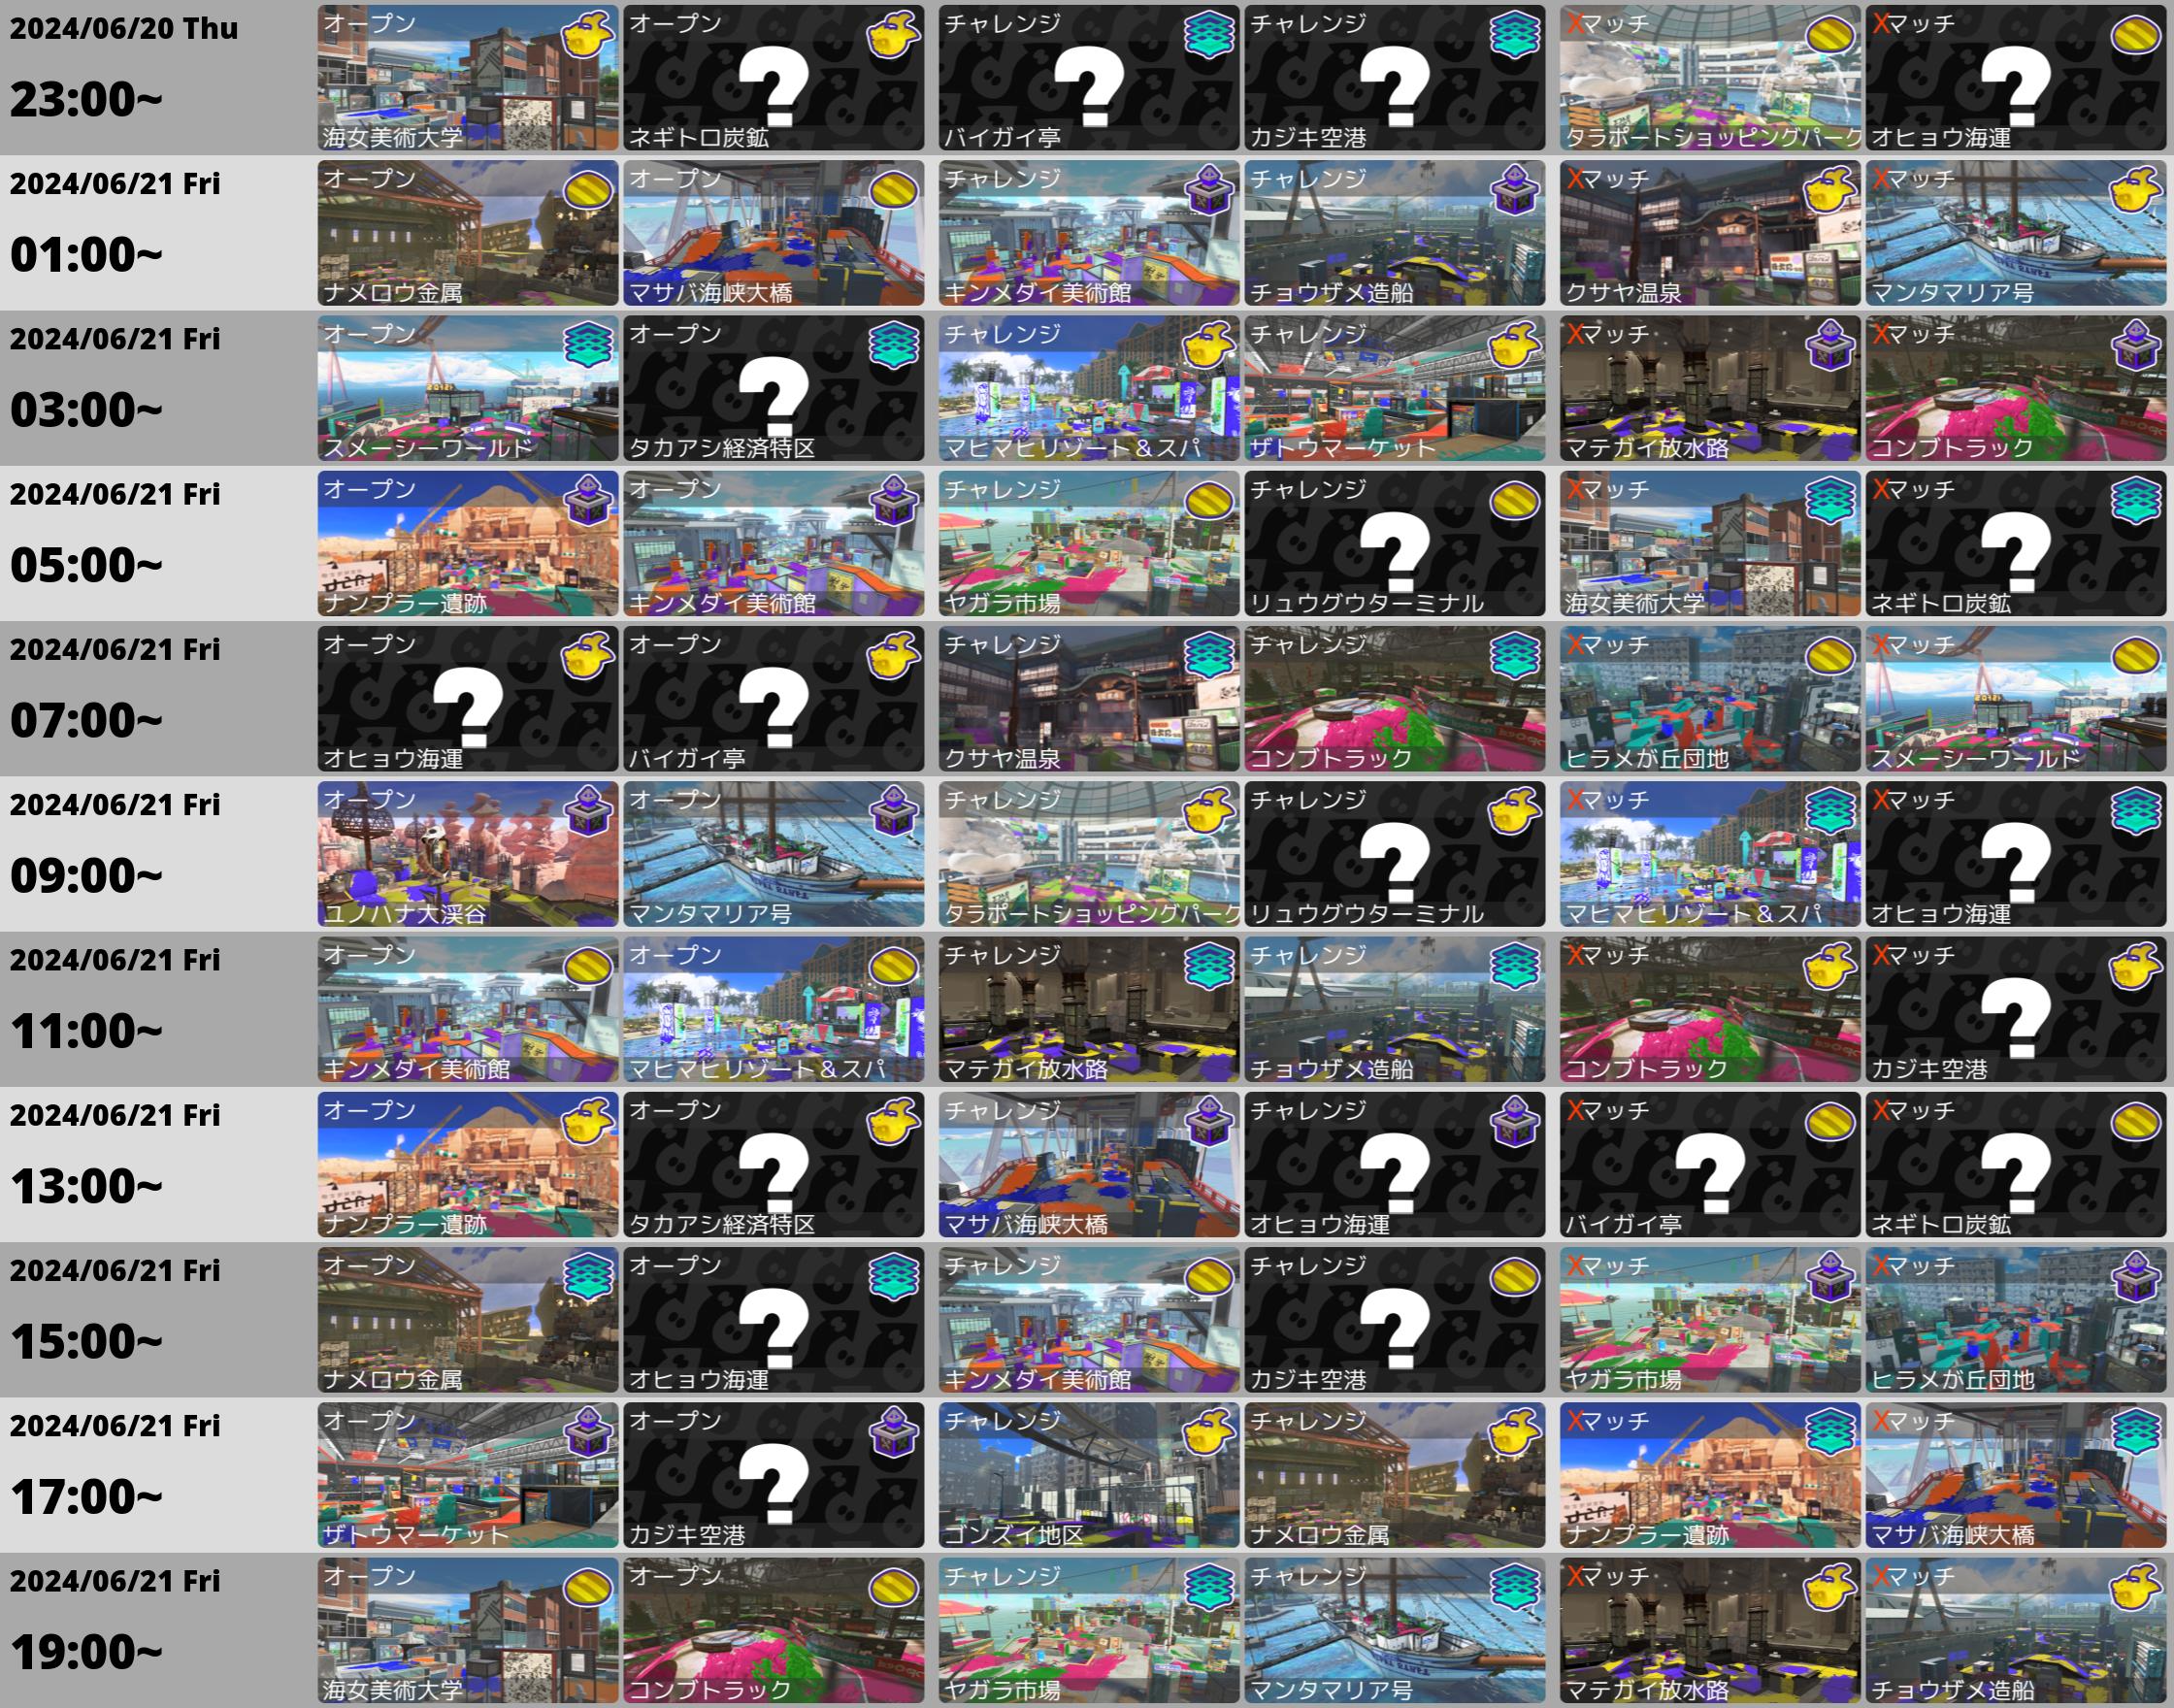 2024/06/20 Thu
23:00~
オープン
海女美術大学
オープン
ネギトロ炭鉱
チャレンジ
バイガイ亭
チャレンジ
カジキ空港
Xマッチ
タラポートショッピングパーク
Xマッチ
オヒョウ海運
2024/06/21 Fri
01:00~
オープン
ナメロウ金属
オープン
マサバ海峡大橋
チャレンジ
キンメダイ美術館
チャレンジ
チョウザメ造船
Xマッチ
クサヤ温泉
Xマッチ
マンタマリア号
2024/06/21 Fri
03:00~
オープン
スメーシーワールド
オープン
タカアシ経済特区
チャレンジ
マヒマヒリゾート＆スパ
チャレンジ
ザトウマーケット
Xマッチ
マテガイ放水路
Xマッチ
コンブトラック
2024/06/21 Fri
05:00~
オープン
ナンプラー遺跡
オープン
キンメダイ美術館
チャレンジ
ヤガラ市場
チャレンジ
リュウグウターミナル
Xマッチ
海女美術大学
Xマッチ
ネギトロ炭鉱
2024/06/21 Fri
07:00~
オープン
オヒョウ海運
オープン
バイガイ亭
チャレンジ
クサヤ温泉
チャレンジ
コンブトラック
Xマッチ
ヒラメが丘団地
Xマッチ
スメーシーワールド
2024/06/21 Fri
09:00~
オープン
ユノハナ大渓谷
オープン
マンタマリア号
チャレンジ
タラポートショッピングパーク
チャレンジ
リュウグウターミナル
Xマッチ
マヒマヒリゾート＆スパ
Xマッチ
オヒョウ海運
2024/06/21 Fri
11:00~
オープン
キンメダイ美術館
オープン
マヒマヒリゾート＆スパ
チャレンジ
マテガイ放水路
チャレンジ
チョウザメ造船
Xマッチ
コンブトラック
Xマッチ
カジキ空港
2024/06/21 Fri
13:00~
オープン
ナンプラー遺跡
オープン
タカアシ経済特区
チャレンジ
マサバ海峡大橋
チャレンジ
オヒョウ海運
Xマッチ
バイガイ亭
Xマッチ
ネギトロ炭鉱
2024/06/21 Fri
15:00~
オープン
ナメロウ金属
オープン
オヒョウ海運
チャレンジ
キンメダイ美術館
チャレンジ
カジキ空港
Xマッチ
ヤガラ市場
Xマッチ
ヒラメが丘団地
2024/06/21 Fri
17:00~
オープン
ザトウマーケット
オープン
カジキ空港
チャレンジ
ゴンズイ地区
チャレンジ
ナメロウ金属
Xマッチ
ナンプラー遺跡
Xマッチ
マサバ海峡大橋
2024/06/21 Fri
19:00~
オープン
海女美術大学
オープン
コンブトラック
チャレンジ
ヤガラ市場
チャレンジ
マンタマリア号
Xマッチ
マテガイ放水路
Xマッチ
チョウザメ造船